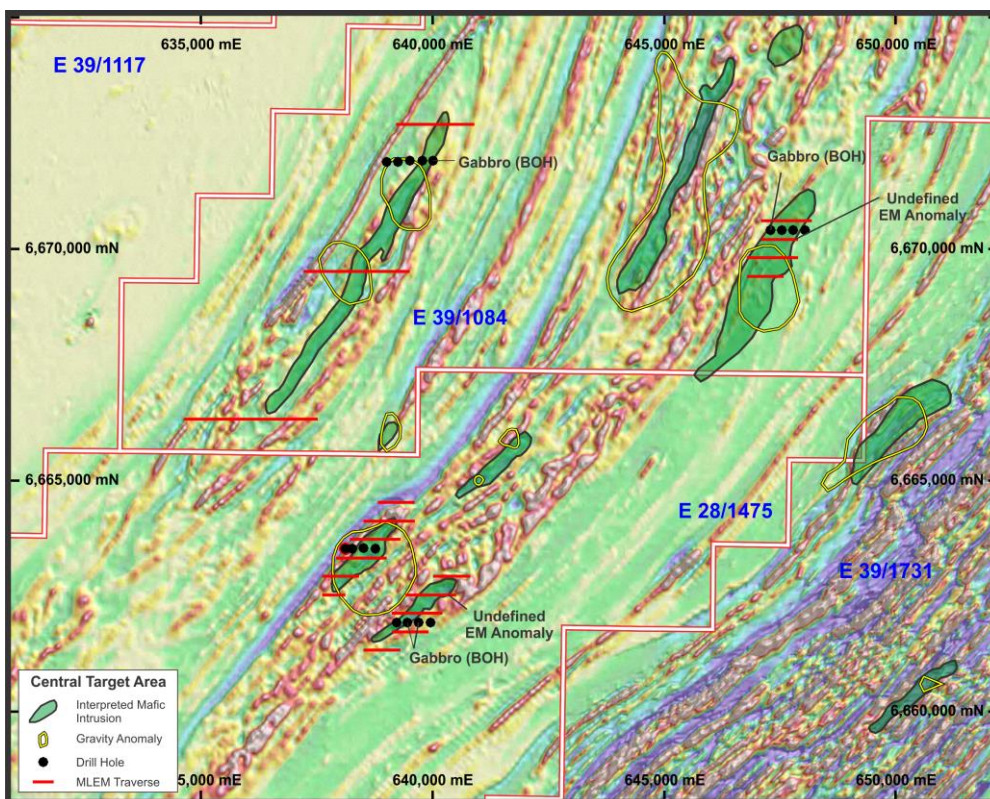 635,000 mE
640,000 mE
645,000 mE
650,000 mE
E 39/1117
Gabbro (BOH)
Gabbro (BOH)
Undefined
EM Anomaly
6,670,000 mN
6,670,000 mN
E 39/1084
6,665,000 mN
6,665,000 mN
E 28/1475
E 39/1731
Undefined
EM Anomaly
Gabbro (BOH)
Central Target Area
Interpreted Mafic
Intrusion
Gravity Anomaly
Drill Hole
MLEM Traverse
6,660,000 mN
5,000 mE
640,000 mE
645,000 mE
650,000 mE